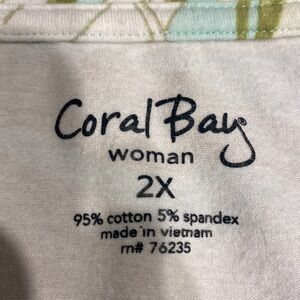 Coral Bay®
woman
2X
95% cotton 5% spandex
made in vietnam
rn# 76235